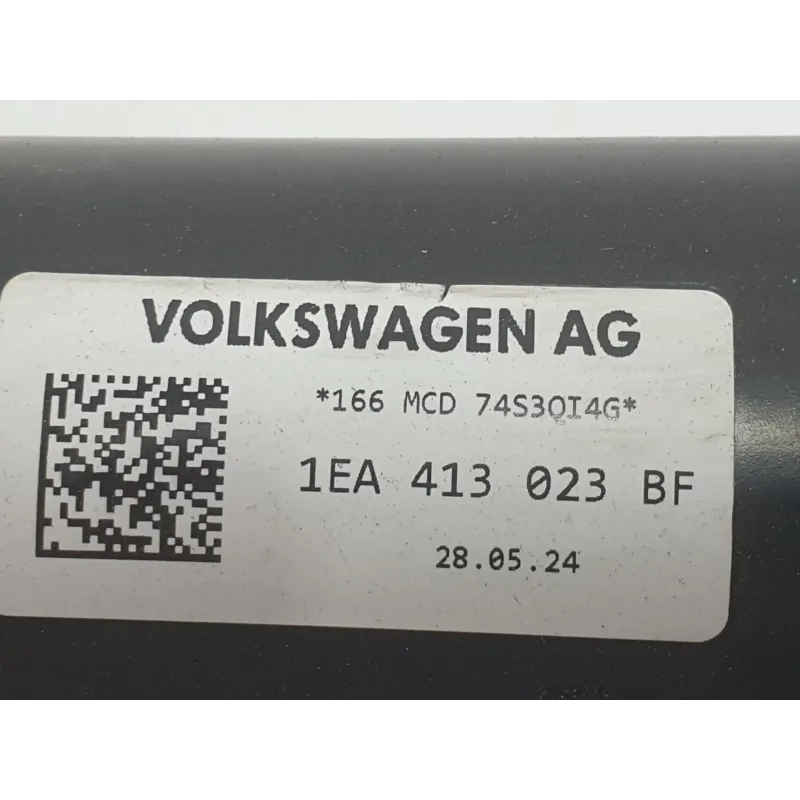 VOLKSWAGEN AG
*166 MCD 74S3QI4G*
1EA 413 023 BF
28.05.24